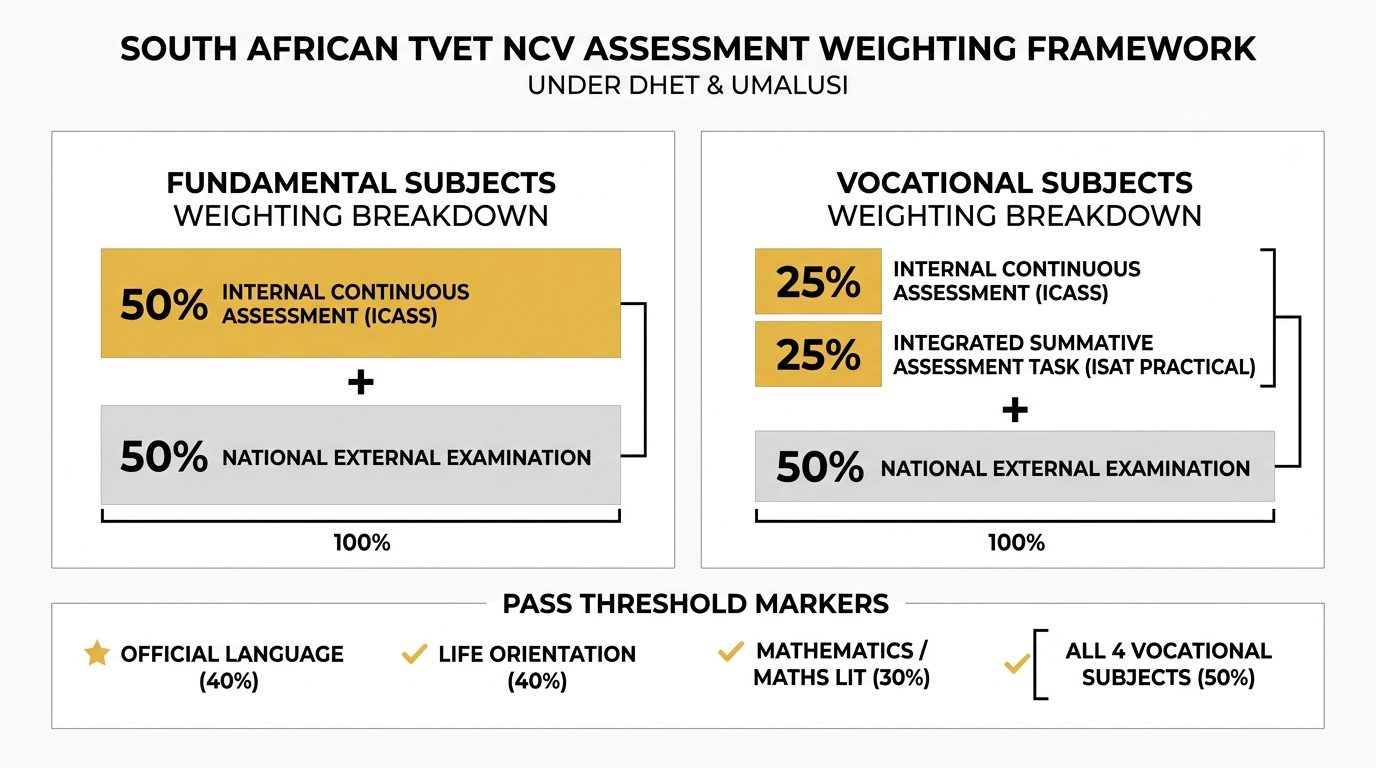 SOUTH AFRICAN TVET NCV ASSESSMENT WEIGHTING FRAMEWORK
UNDER DHET & UMALUSI
FUNDAMENTAL SUBJECTS
WEIGHTING BREAKDOWN
50% INTERNAL CONTINUOUS
ASSESSMENT (ICASS)
+
50% NATIONAL EXTERNAL EXAMINATION
100%
VOCATIONAL SUBJECTS
WEIGHTING BREAKDOWN
25% INTERNAL CONTINUOUS
ASSESSMENT (ICASS)
25% INTEGRATED SUMMATIVE
ASSESSMENT TASK (ISAT PRACTICAL)
+
50% NATIONAL EXTERNAL EXAMINATION
100%
PASS THRESHOLD MARKERS
OFFICIAL LANGUAGE
(40%)
LIFE ORIENTATION
(40%)
MATHEMATICS /
MATHS LIT (30%)
ALL 4 VOCATIONAL
SUBJECTS (50%)